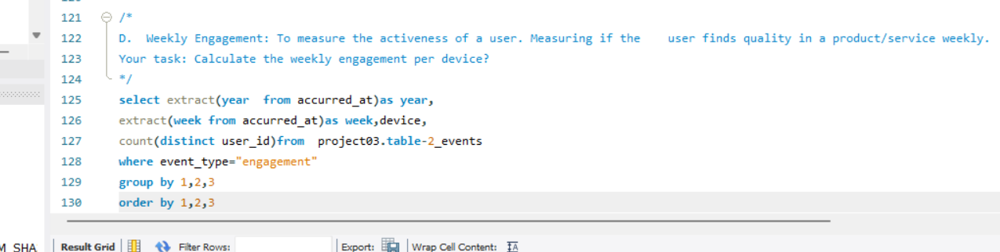 121 /*
122 D. Weekly Engagement: To measure the activeness of a user. Measuring if the user finds quality in a product/service weekly.
123 Your task: Calculate the weekly engagement per device?
124 */
125 select extract(year from accurred_at)as year,
126 extract(week from accurred_at)as week,device,
127 count(distinct user_id)from project03.table-2_events
128 where event_type="engagement"
129 group by 1,2,3
130 order by 1,2,3
M_SHA Result Grid Filter Rows: Export: Wrap Cell Content: